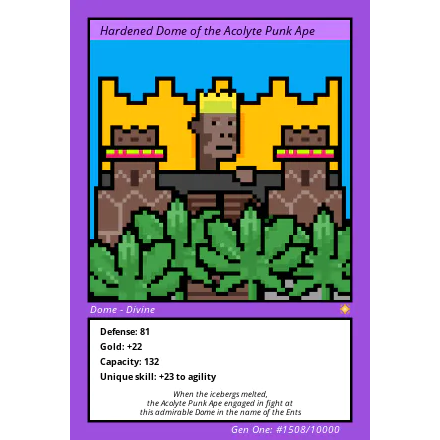 Hardened Dome of the Acolyte Punk Ape
Dome - Divine
Defense: 81
Gold: +22
Capacity: 132
Unique skill: +23 to agility
When the icebergs melted,
the Acolyte Punk Ape engaged in fight at
this admirable Dome in the name of the Ents
Gen One: #1508/10000